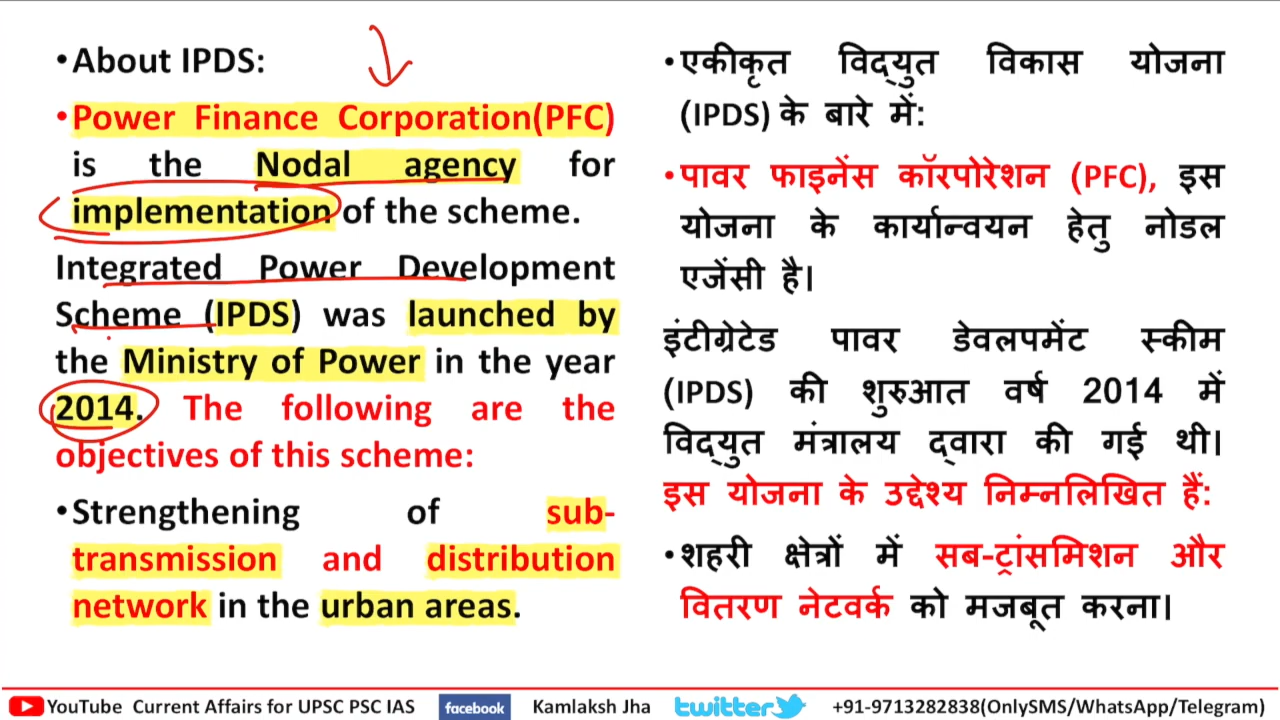 •About IPDS:
•Power Finance Corporation(PFC)
is the Nodal agency for
implementation of the scheme.
Integrated Power Development
Scheme (IPDS) was launched by
the Ministry of Power in the year
2014. The following are the
objectives of this scheme:
•Strengthening of sub-
transmission and distribution
network in the urban areas.
•एकीकृत विद्युत विकास योजना
(IPDS) के बारे में:
•पावर फाइनेंस कॉरपोरेशन (PFC), इस
योजना के कार्यान्वयन हेतु नोडल
एजेंसी है।
इंटीग्रेटेड पावर डेवलपमेंट स्कीम
(IPDS) की शुरुआत वर्ष 2014 में
विद्युत मंत्रालय द्वारा की गई थी।
इस योजना के उद्देश्य निम्नलिखित हैं:
•शहरी क्षेत्रों में सब-ट्रांसमिशन और
वितरण नेटवर्क को मजबूत करना।
YouTube Current Affairs for UPSC PSC IAS facebook Kamlaksh Jha twitter +91-9713282838(OnlySMS/WhatsApp/Telegram)